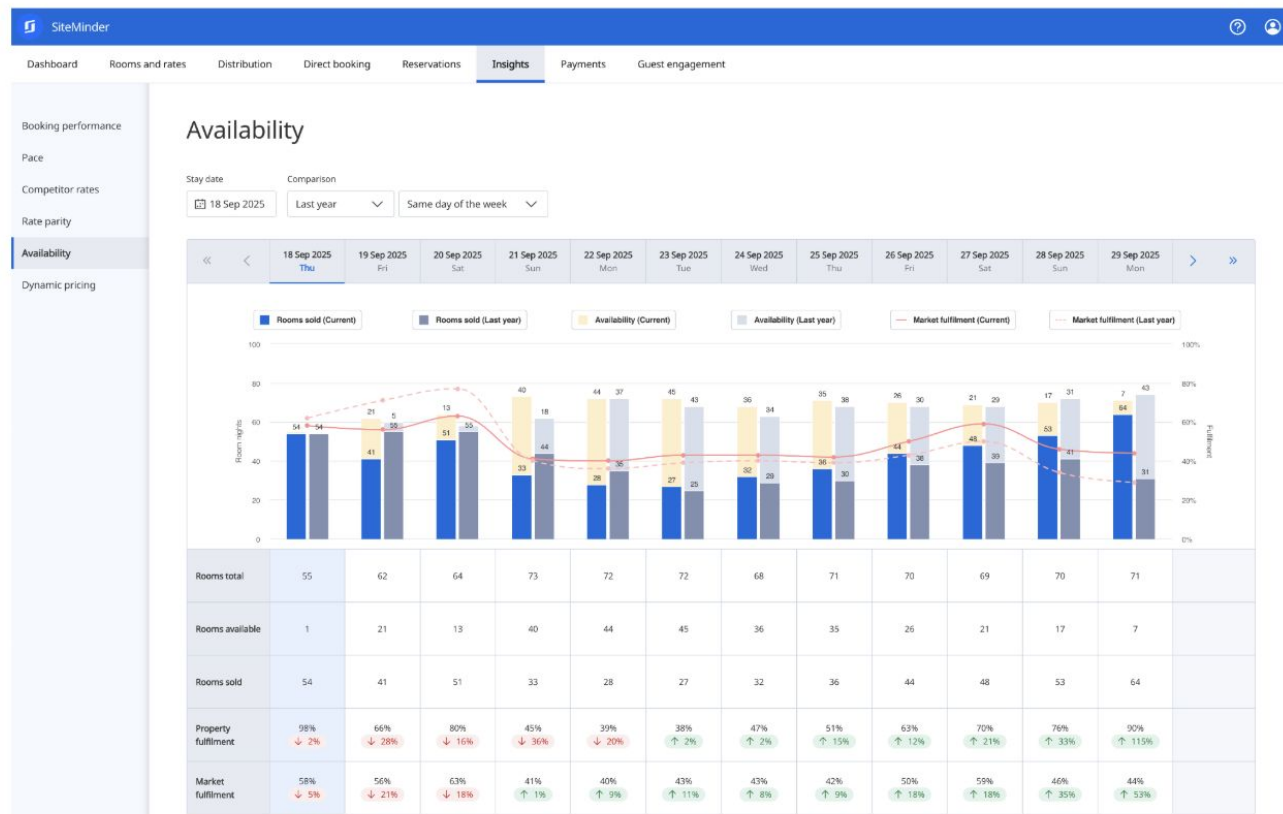 SiteMinder
Dashboard Rooms and rates Distribution Direct booking Reservations Insights Payments Guest engagement
Booking performance
Pace
Competitor rates
Rate parity
Availability
Dynamic pricing
Availability
Stay date Comparison
18 Sep 2025 Last year Same day of the week
18 Sep 2025 19 Sep 2025 20 Sep 2025 21 Sep 2025 22 Sep 2025 23 Sep 2025 24 Sep 2025 25 Sep 2025 26 Sep 2025 27 Sep 2025 28 Sep 2025 29 Sep 2025
Thu Fri Sat Sun Mon Tue Wed Thu Fri Sat Sun Mon
Rooms sold (Current) Rooms sold (Last year) Availability (Current) Availability (Last year) Market fulfilment (Current) Market fulfilment (Last year)
100 80 60 40 20 0
Room nights
54 54
21 41 5 55
13 51 55
40 33 18 44
44 28 37 35
45 27 43 25
36 32 34 29
35 36 38 30
26 44 30 38
21 48 29 39
17 53 31 41
7 64 43 31
100% 80% 60% 40% 20% 0%
Fulfilment
Rooms total 55 62 64 73 72 72 68 71 70 69 70 71
Rooms available 1 21 13 40 44 45 36 35 26 21 17 7
Rooms sold 54 41 51 33 28 27 32 36 44 48 53 64
Property fulfilment 98% 66% 80% 45% 39% 38% 47% 51% 63% 70% 76% 90%
↓ 2% ↓ 28% ↓ 16% ↓ 36% ↓ 20% ↑ 2% ↑ 2% ↑ 15% ↑ 12% ↑ 21% ↑ 33% ↑ 115%
Market fulfilment 58% 56% 63% 41% 40% 43% 43% 42% 50% 59% 46% 44%
↓ 5% ↓ 21% ↓ 18% ↑ 1% ↑ 9% ↑ 11% ↑ 8% ↑ 9% ↑ 18% ↑ 18% ↑ 35% ↑ 53%